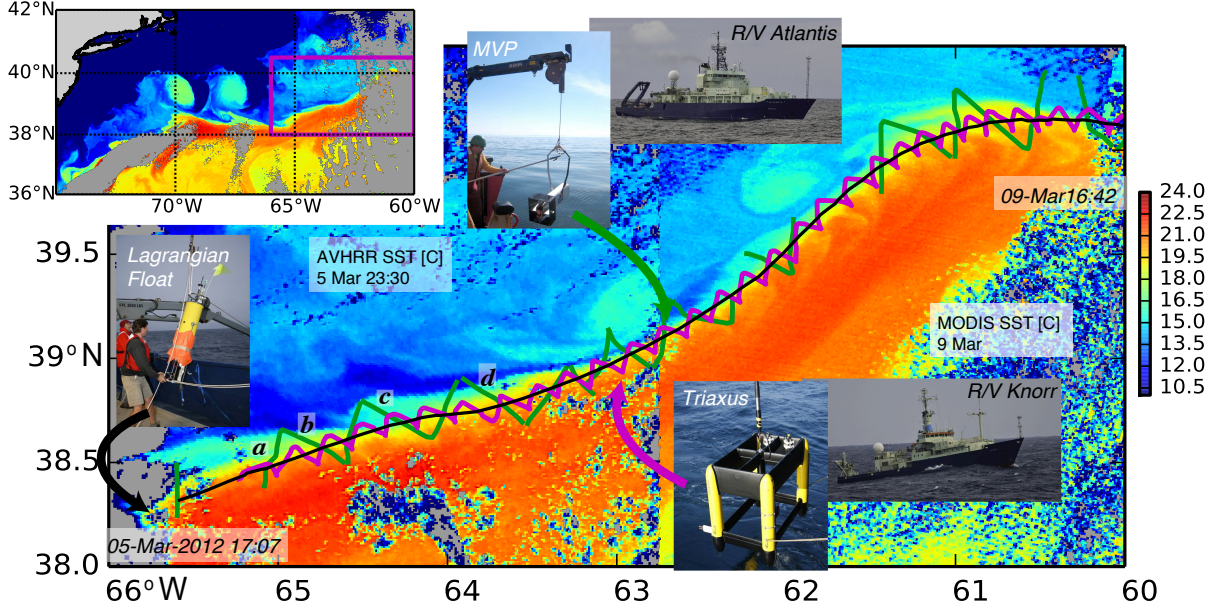 42°N
40°N
38°N
36°N
70°W
65°W
60°W
MVP
R/V Atlantis
09-Mar16:42
24.0
22.5
21.0
19.5
18.0
16.5
15.0
13.5
12.0
10.5
39.5
39°N
38.5
38.0
Lagrangian
Float
AVHRR SST [C]
5 Mar 23:30
MODIS SST [C]
9 Mar
a
b
c
d
Triaxus
R/V Knorr
05-Mar-2012 17:07
66°W
65
64
63
62
61
60